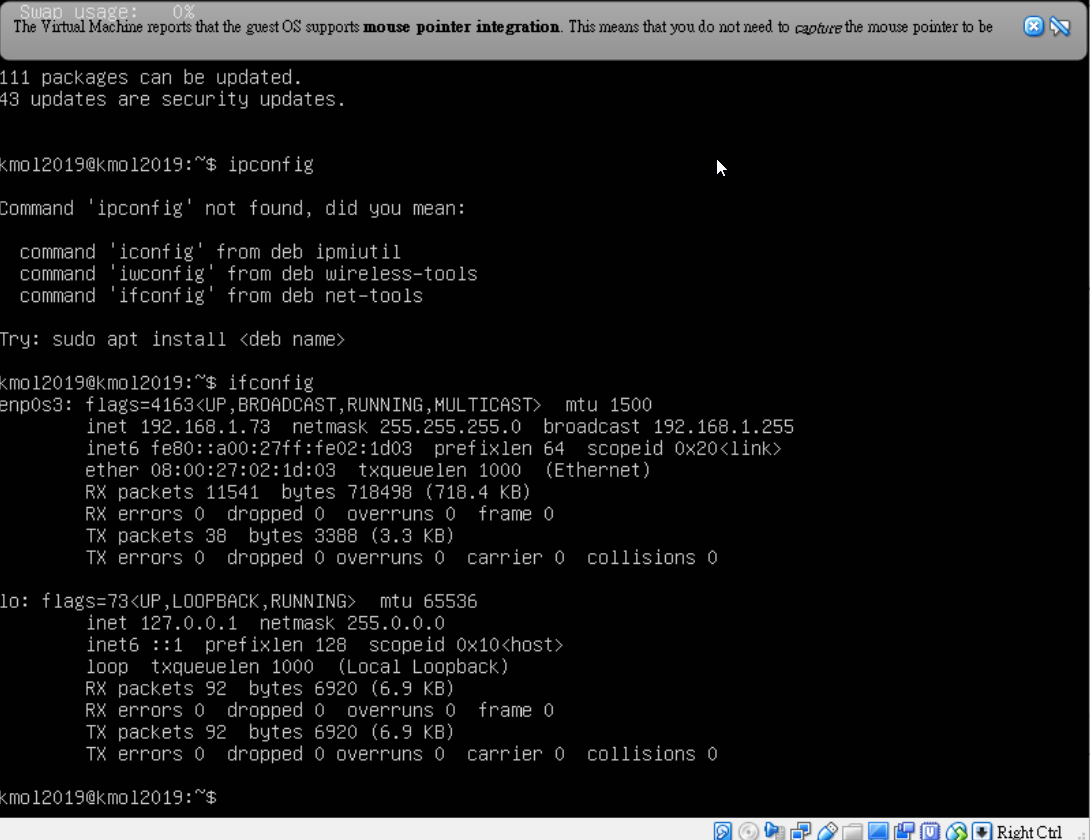 Swap usage:   0%
The Virtual Machine reports that the guest OS supports mouse pointer integration. This means that you do not need to capture the mouse pointer to be
111 packages can be updated.
43 updates are security updates.
kmol2019@kmol2019:~$ ipconfig
Command 'ipconfig' not found, did you mean:
  command 'iconfig' from deb ipmiutil
  command 'iwconfig' from deb wireless-tools
  command 'ifconfig' from deb net-tools
Try: sudo apt install <deb name>
kmol2019@kmol2019:~$ ifconfig
enp0s3: flags=4163<UP,BROADCAST,RUNNING,MULTICAST>  mtu 1500
        inet 192.168.1.73  netmask 255.255.255.0  broadcast 192.168.1.255
        inet6 fe80::a00:27ff:fe02:1d03  prefixlen 64  scopeid 0x20<link>
        ether 08:00:27:02:1d:03  txqueuelen 1000  (Ethernet)
        RX packets 11541  bytes 718498 (718.4 KB)
        RX errors 0  dropped 0  overruns 0  frame 0
        TX packets 38  bytes 3388 (3.3 KB)
        TX errors 0  dropped 0 overruns 0  carrier 0  collisions 0
lo: flags=73<UP,LOOPBACK,RUNNING>  mtu 65536
        inet 127.0.0.1  netmask 255.0.0.0
        inet6 ::1  prefixlen 128  scopeid 0x10<host>
        loop  txqueuelen 1000  (Local Loopback)
        RX packets 92  bytes 6920 (6.9 KB)
        RX errors 0  dropped 0  overruns 0  frame 0
        TX packets 92  bytes 6920 (6.9 KB)
        TX errors 0  dropped 0 overruns 0  carrier 0  collisions 0
kmol2019@kmol2019:~$
Right Ctrl